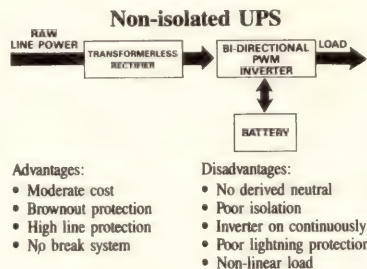 Non-isolated UPS
RAW
LINE POWER
TRANSFORMERLESS
RECTIFIER
BI-DIRECTIONAL
PWM
INVERTER
LOAD
BATTERY
Advantages:
• Moderate cost
• Brownout protection
• High line protection
• No break system
Disadvantages:
• No derived neutral
• Poor isolation
• Inverter on continuously
• Poor lightning protection
• Non-linear load